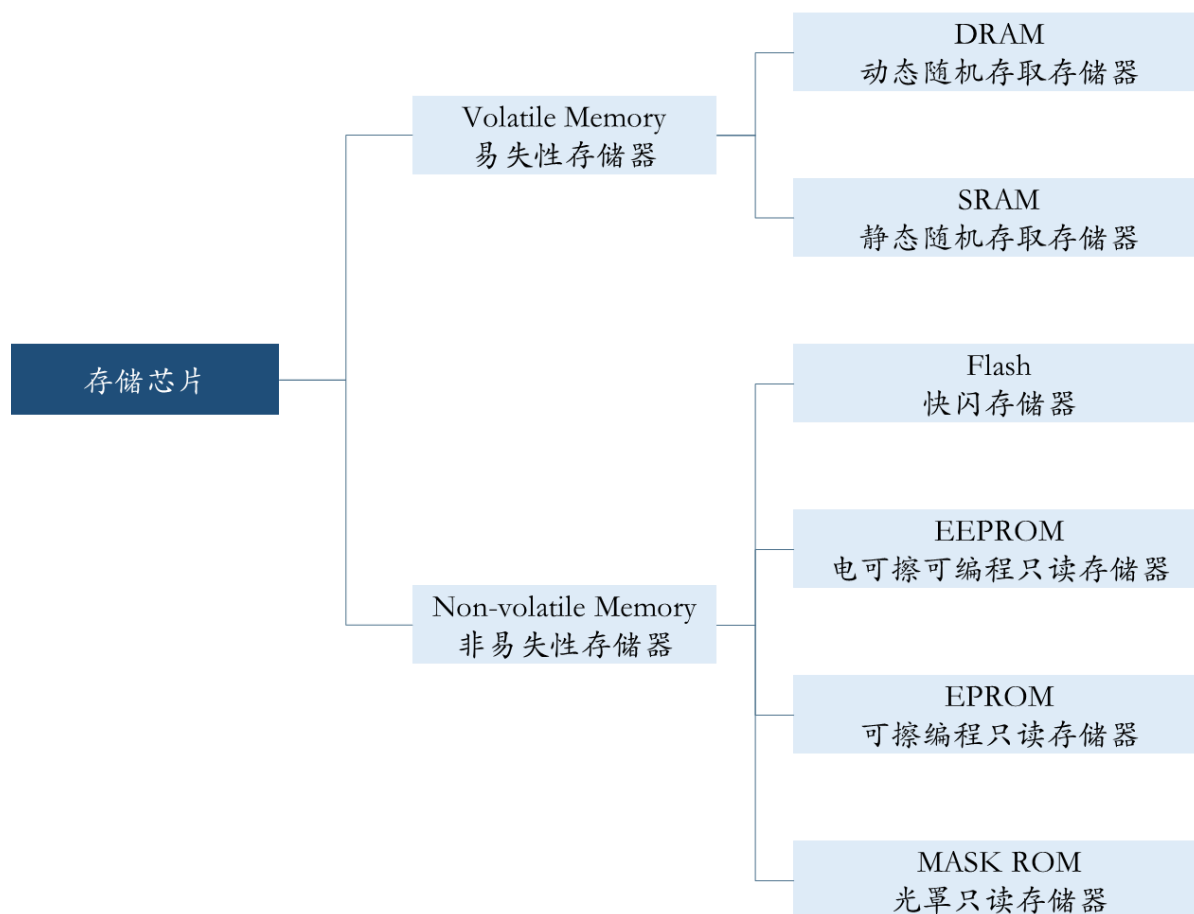 存储芯片
Volatile Memory
易失性存储器
DRAM
动态随机存取存储器
SRAM
静态随机存取存储器
Non-volatile Memory
非易失性存储器
Flash
快闪存储器
EEPROM
电可擦可编程只读存储器
EPROM
可擦编程只读存储器
MASK ROM
光罩只读存储器